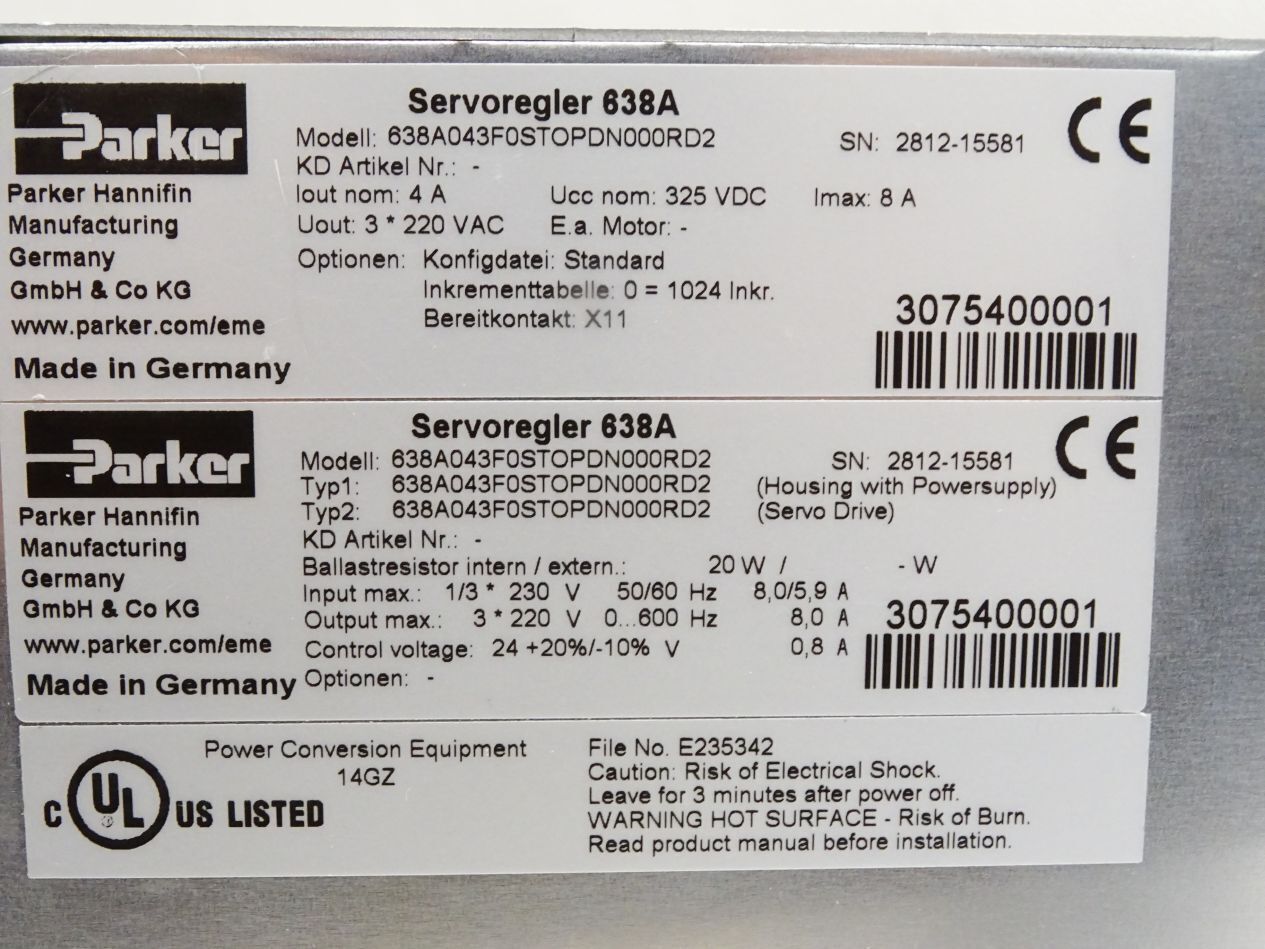 Parker
Servoregler 638A
Modell: 638A043F0STOPDN000RD2 SN: 2812-15581 CE
KD Artikel Nr.: -
Parker Hannifin
Manufacturing
Germany
GmbH & Co KG
www.parker.com/eme
Made in Germany
Iout nom: 4 A Ucc nom: 325 VDC Imax: 8 A
Uout: 3 * 220 VAC E.a. Motor: -
Optionen: Konfigdatei: Standard
Inkrementtabelle: 0 = 1024 Inkr.
Bereitkontakt: X11
3075400001
Parker
Servoregler 638A
Modell: 638A043F0STOPDN000RD2 SN: 2812-15581 CE
Typ1: 638A043F0STOPDN000RD2 (Housing with Powersupply)
Typ2: 638A043F0STOPDN000RD2 (Servo Drive)
Parker Hannifin
Manufacturing
Germany
GmbH & Co KG
www.parker.com/eme
Made in Germany
KD Artikel Nr.: -
Ballastresistor intern / extern.: 20 W / - W
Input max.: 1/3 * 230 V 50/60 Hz 8,0/5,9 A
Output max.: 3 * 220 V 0...600 Hz 8,0 A
Control voltage: 24 +20%/-10% V 0,8 A
Optionen: -
3075400001
Power Conversion Equipment
14GZ
C UL US LISTED
File No. E235342
Caution: Risk of Electrical Shock.
Leave for 3 minutes after power off.
WARNING HOT SURFACE - Risk of Burn.
Read product manual before installation.